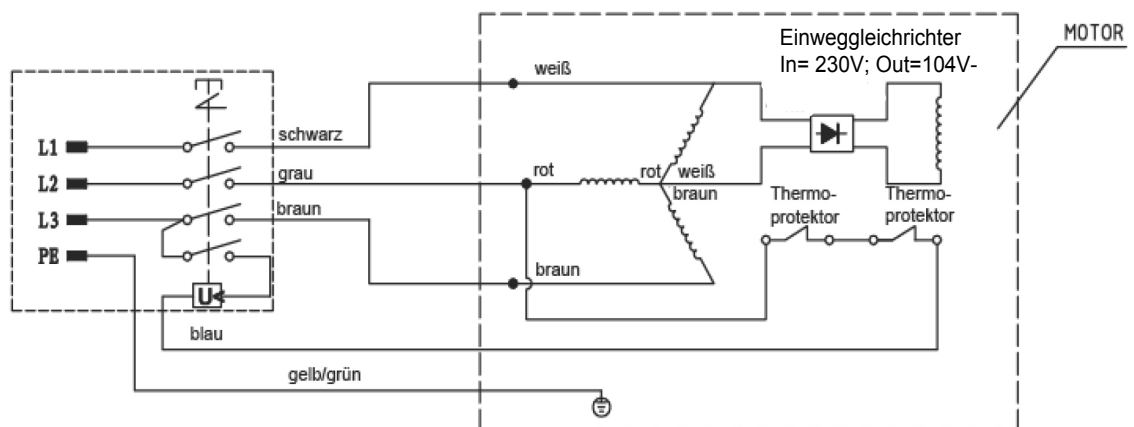 Einweggleichrichter
In= 230V; Out=104V-
MOTOR
weiß
schwarz
L1
L2
grau
rot
rot
weiß
braun
Thermo-
protektor
Thermo-
protektor
L3
braun
PE
braun
U<
blau
gelb/grün